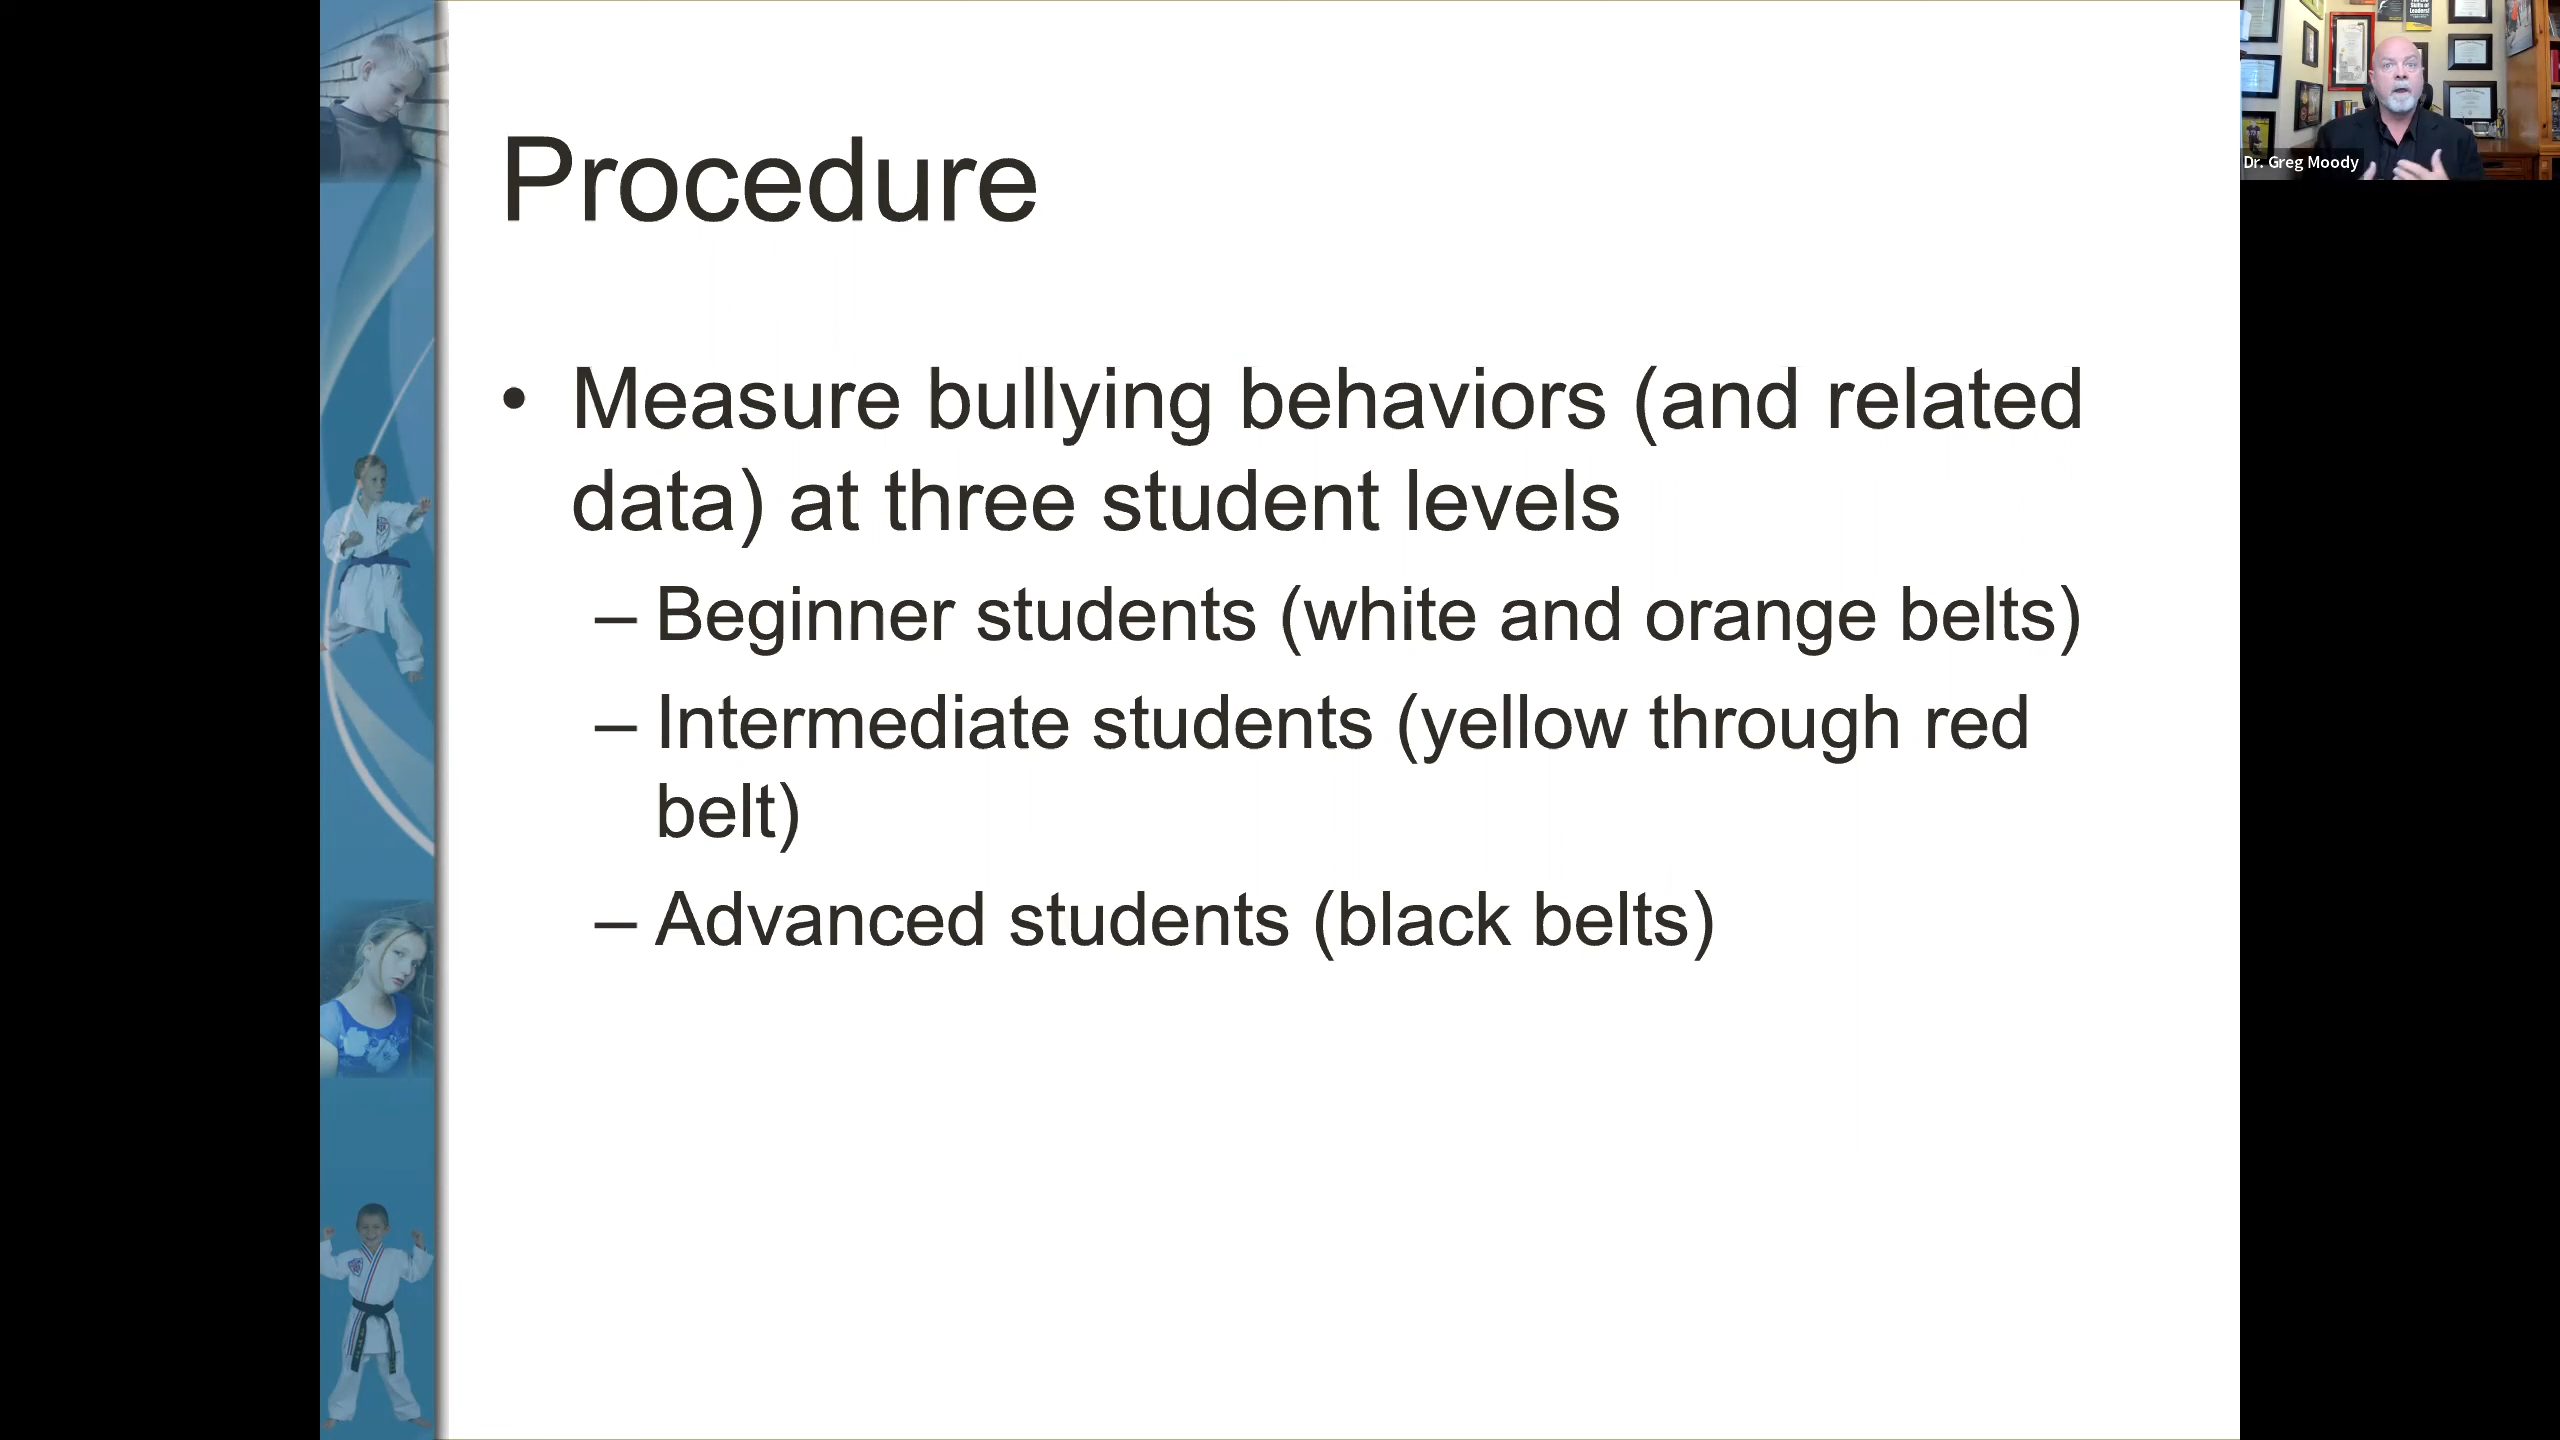 Procedure
• Measure bullying behaviors (and related
data) at three student levels
– Beginner students (white and orange belts)
– Intermediate students (yellow through red
belt)
– Advanced students (black belts)
Dr. Greg Moody